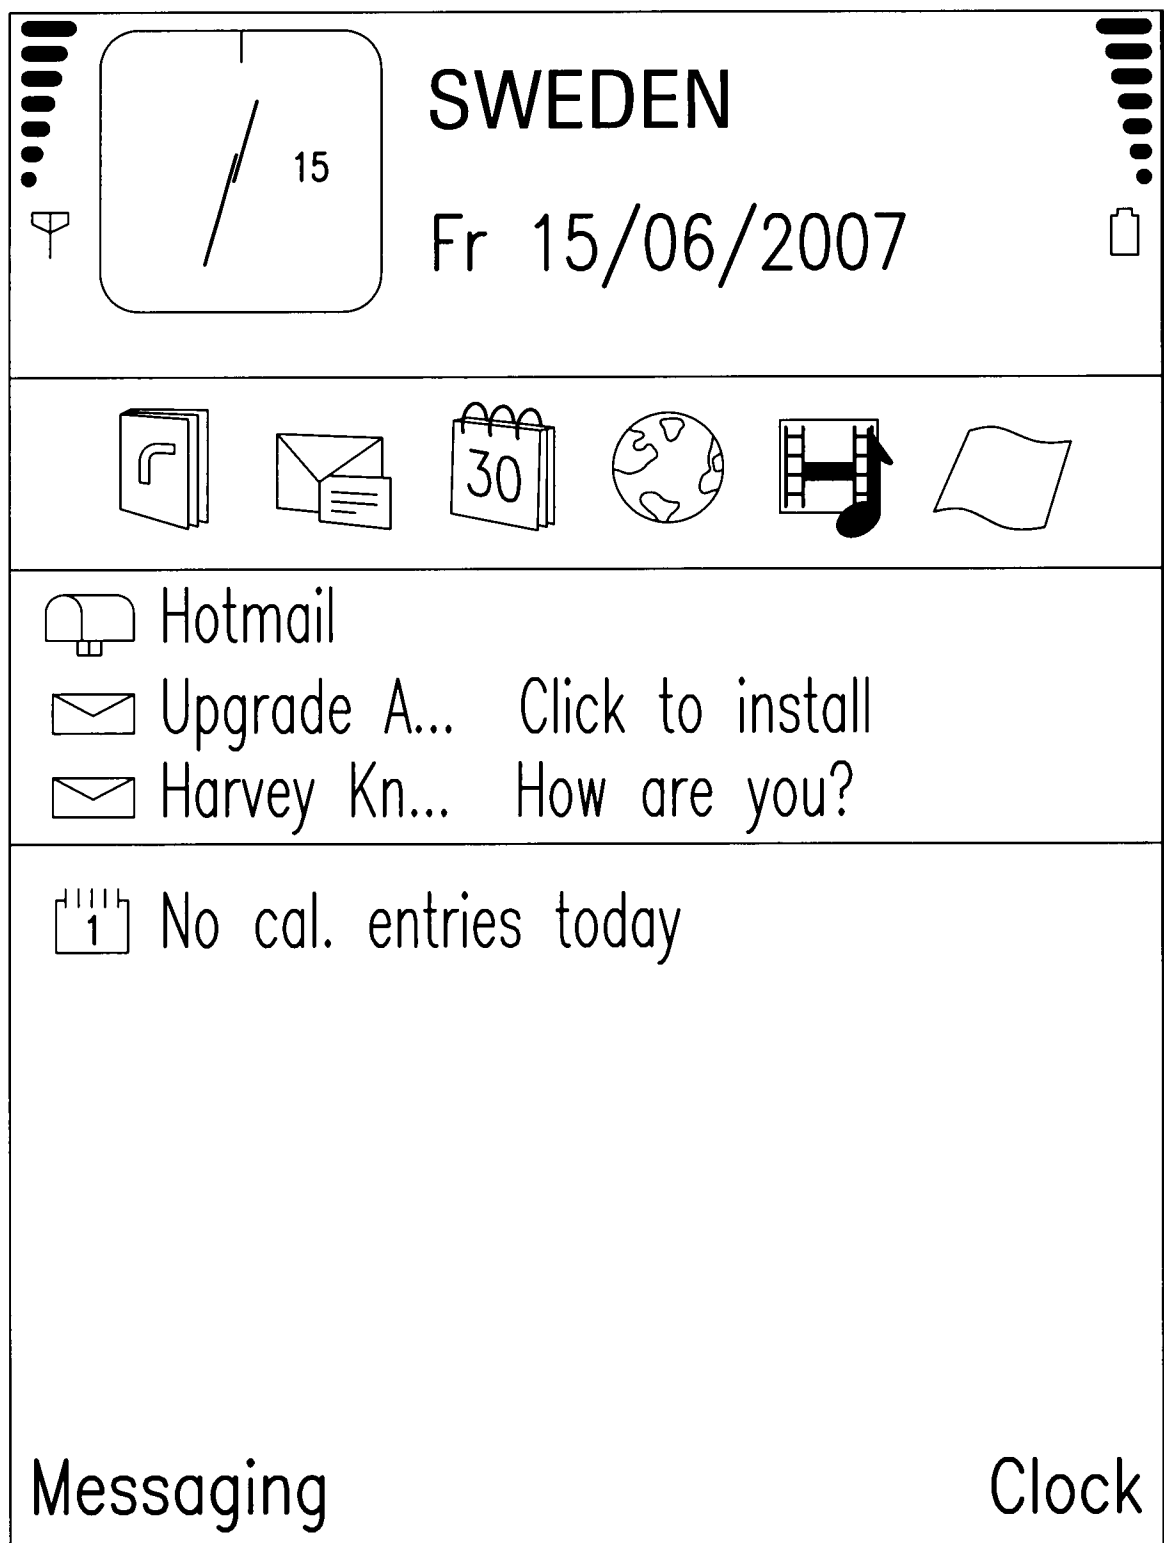 SWEDEN
15
Fr 15/06/2007
30
Hotmail
Upgrade A... Click to install
Harvey Kn... How are you?
1 No cal. entries today
Messaging Clock